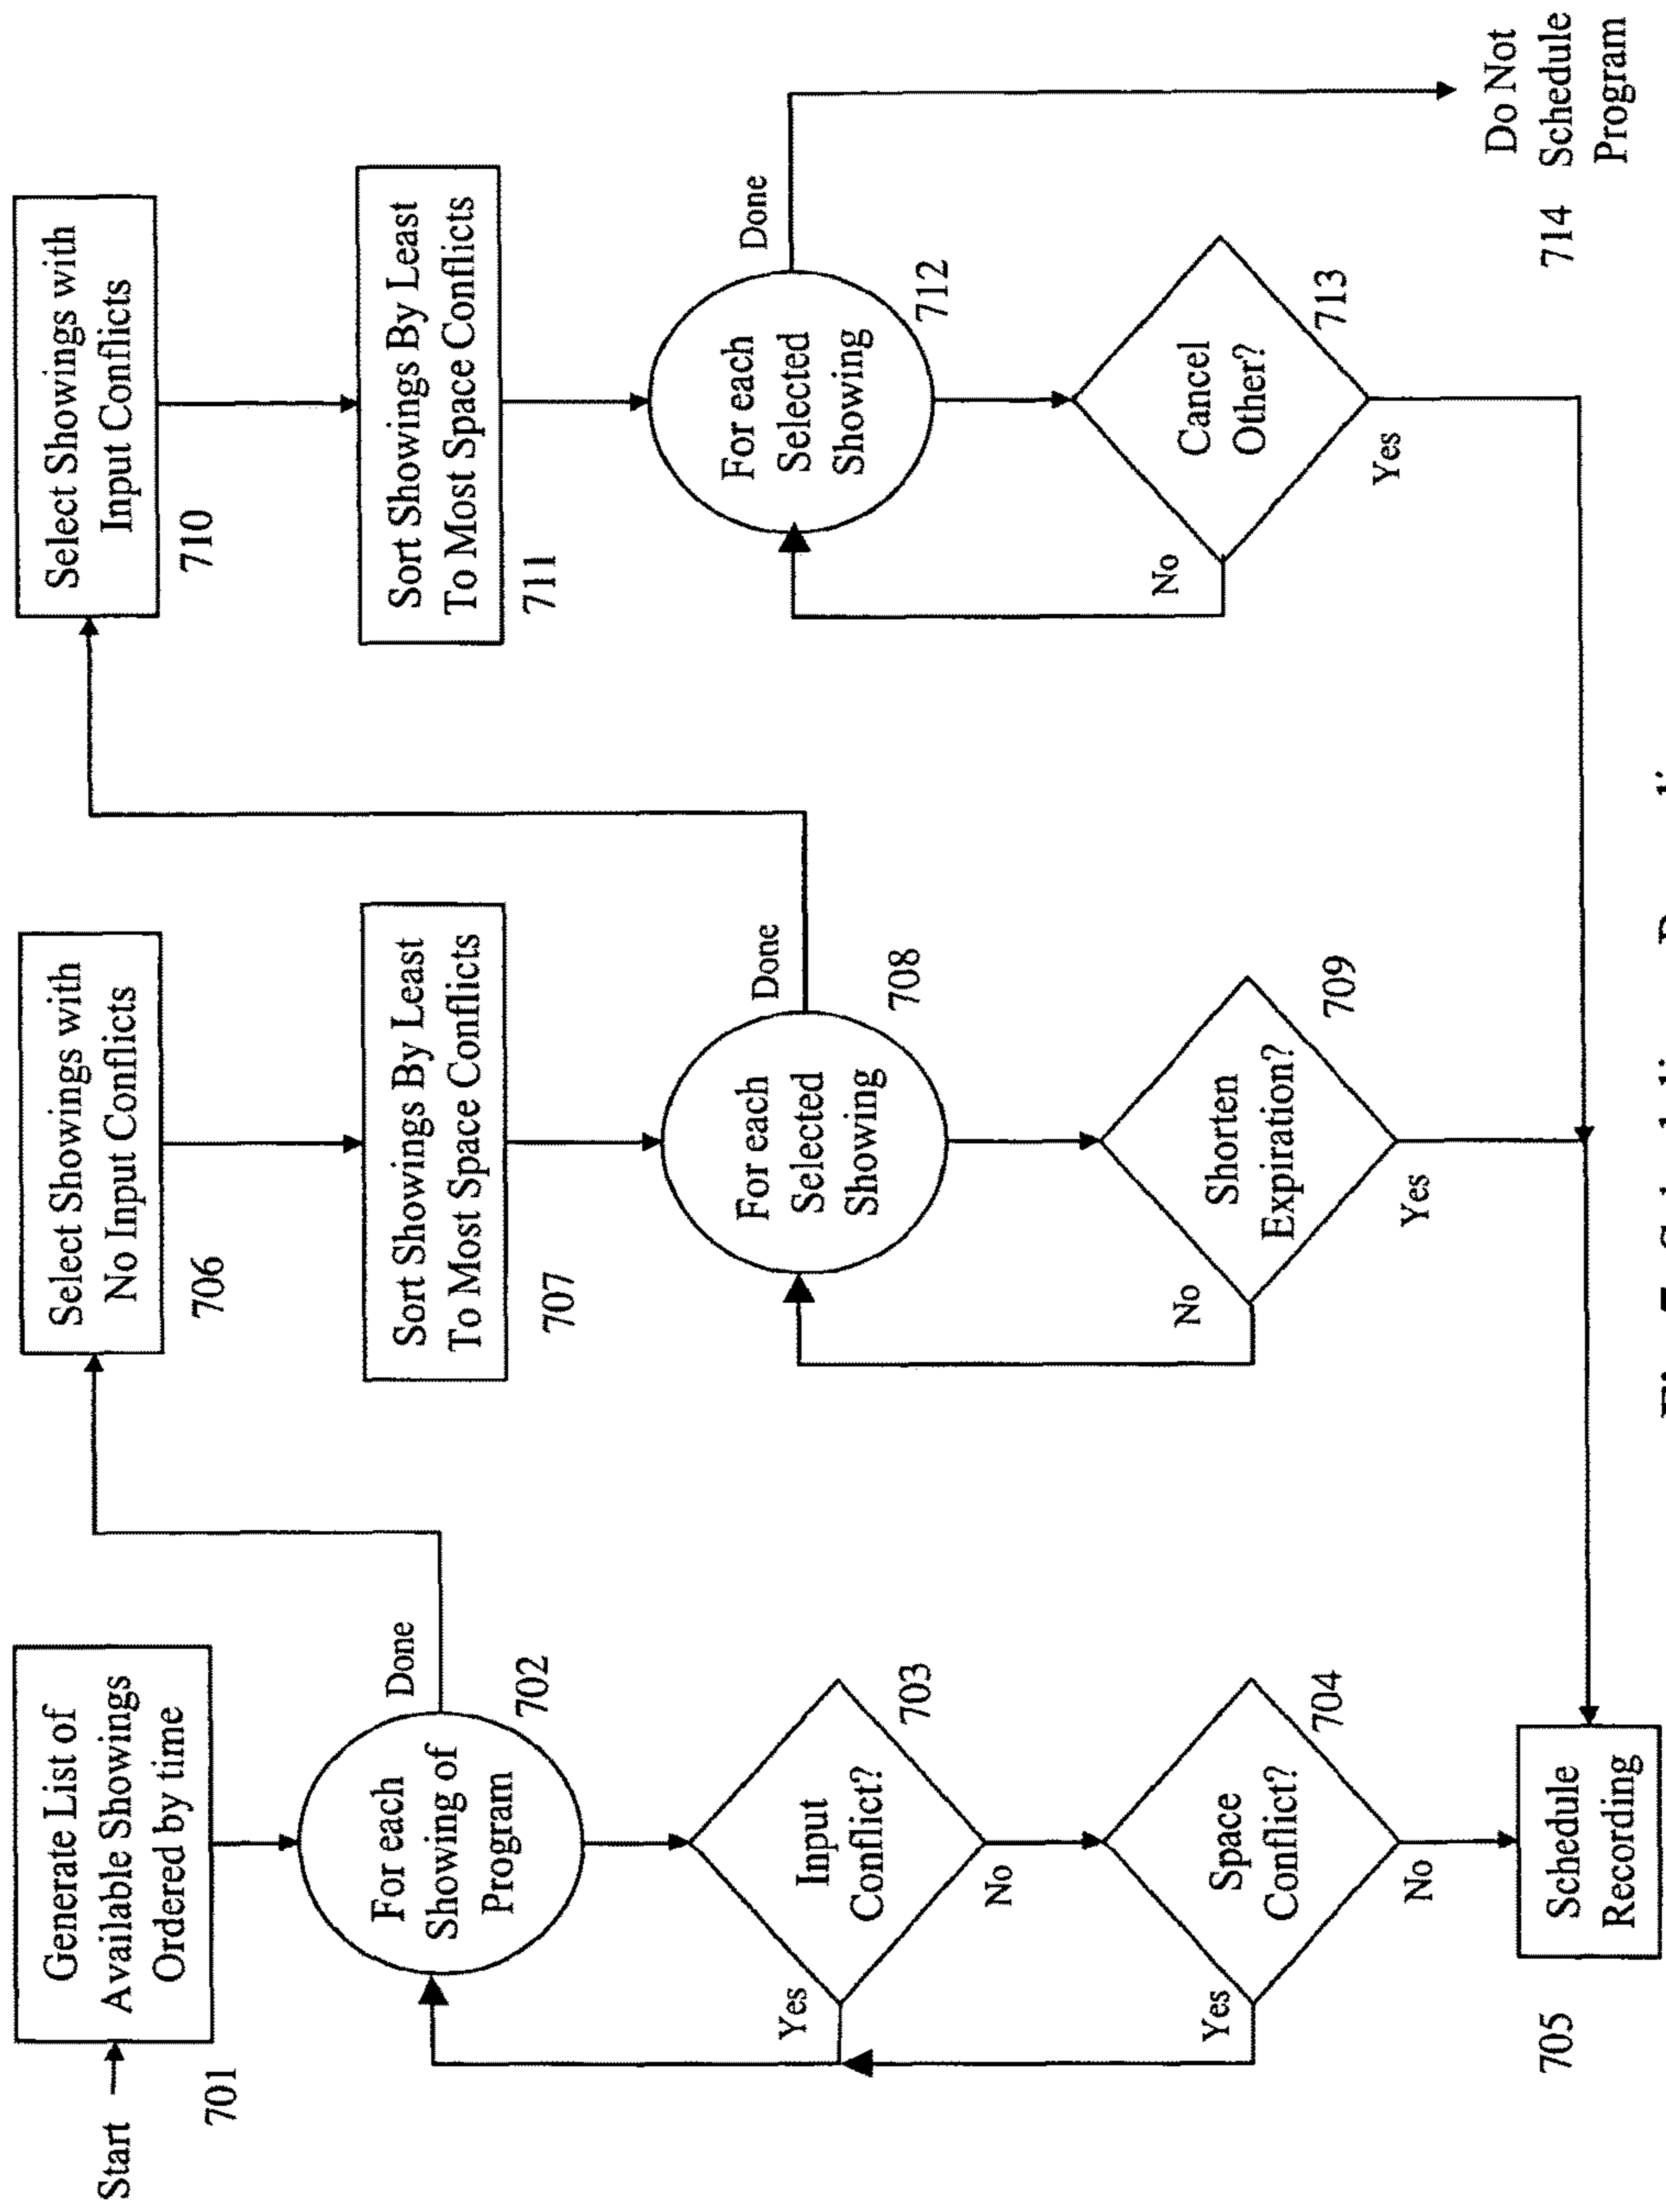 Start
Generate List of
Available Showings
Ordered by time
701
For each
Showing of
Program
702
Done
Input
Conflict?
703
Yes
No
Space
Conflict?
704
Yes
No
Schedule
Recording
705
Select Showings with
No Input Conflicts
706
Sort Showings By Least
To Most Space Conflicts
707
For each
Selected
Showing
708
Done
Shorten
Expiration?
709
No
Yes
Select Showings with
Input Conflicts
710
Sort Showings By Least
To Most Space Conflicts
711
For each
Selected
Showing
712
Done
Cancel
Other?
713
No
Yes
714
Do Not
Schedule
Program